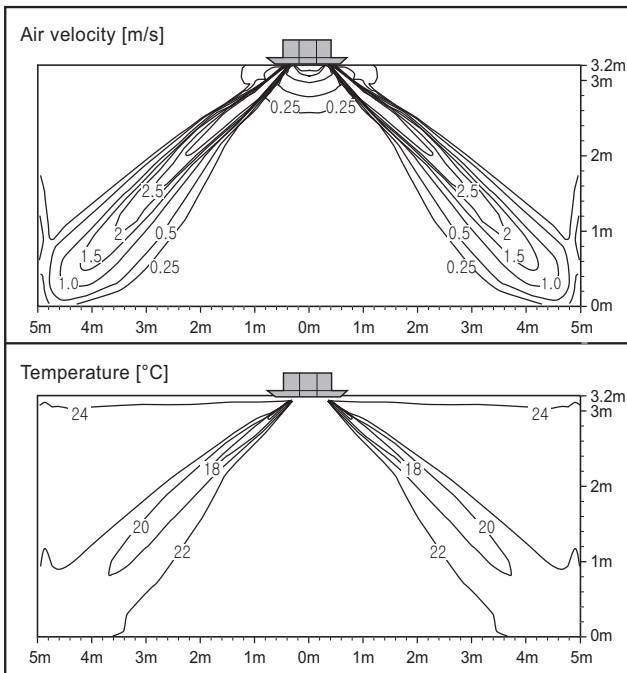 Air velocity [m/s]
3.2m
3m
0.25 0.25
2m
2.5 2.5
2 2
0.5 0.5
1m
1.5 1.5
0.25 0.25
1.0 1.0
0m
5m 4m 3m 2m 1m 0m 1m 2m 3m 4m 5m
Temperature [°C]
3.2m
24 24
3m
18 18
2m
20 20
22 22
1m
0m
5m 4m 3m 2m 1m 0m 1m 2m 3m 4m 5m